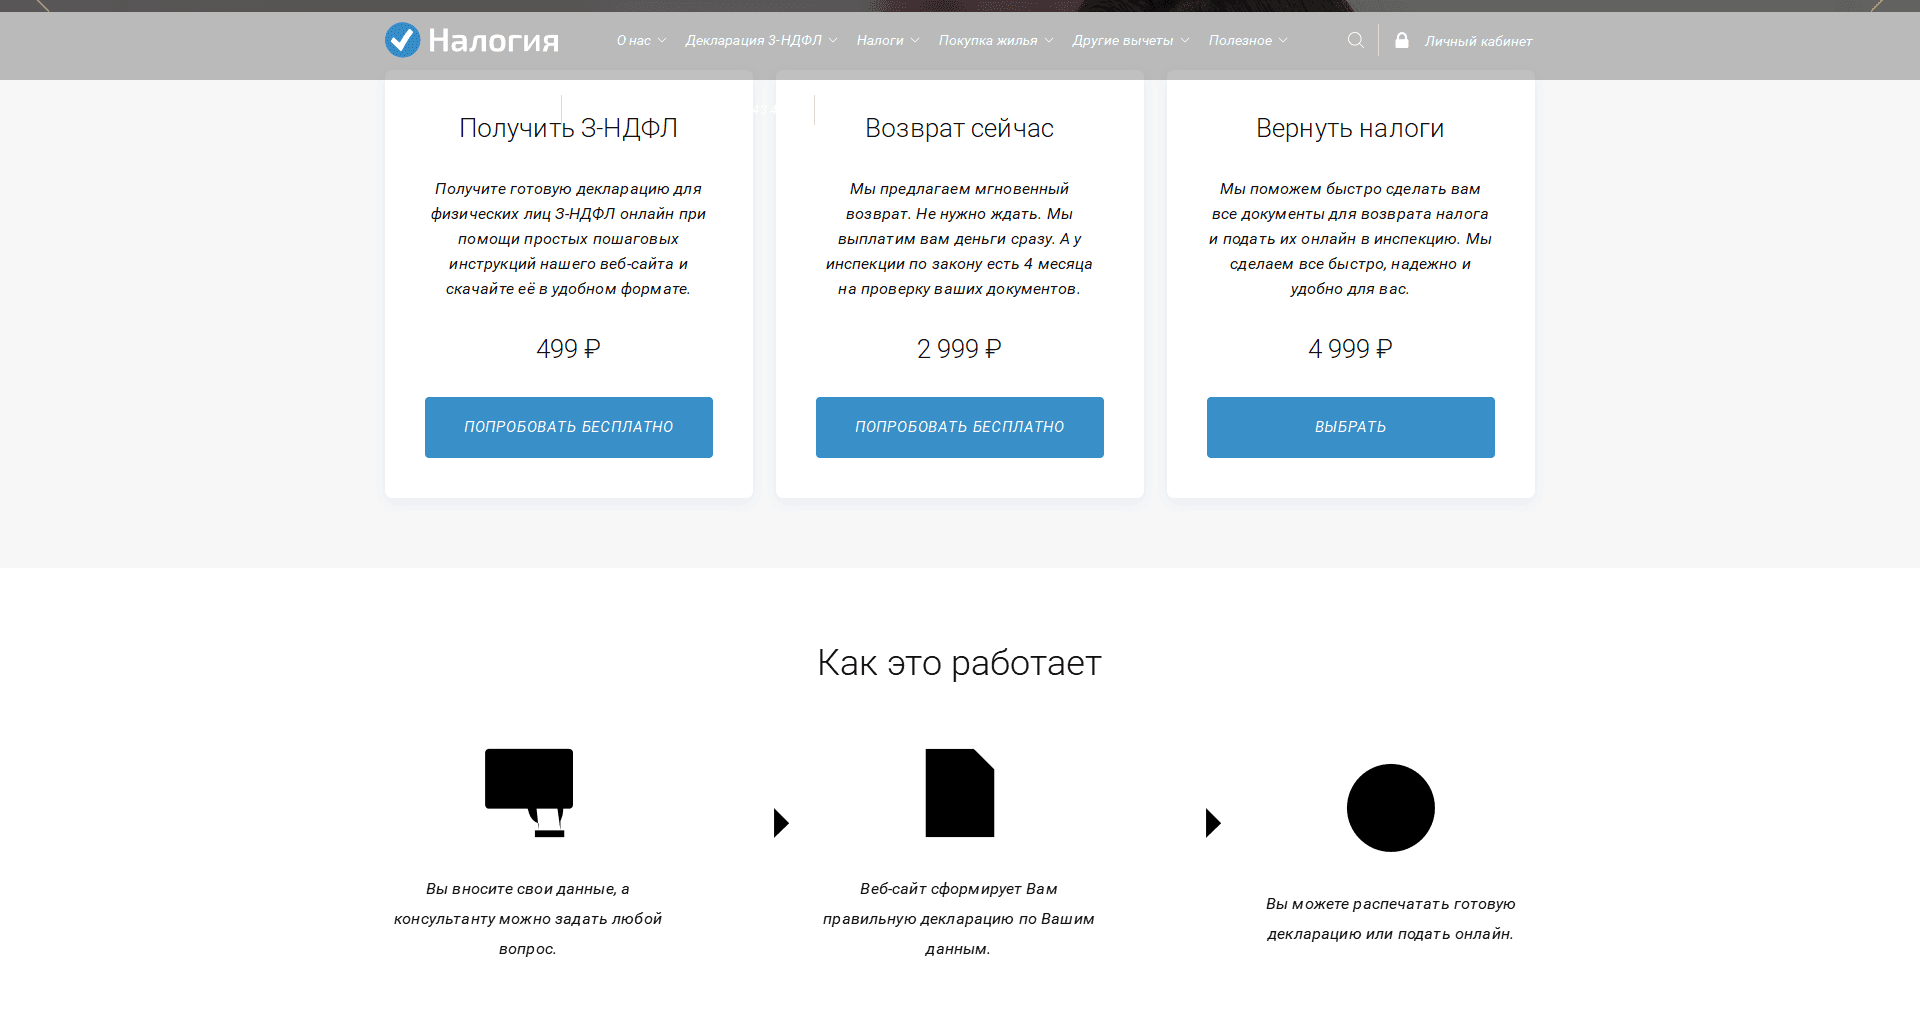 Налогия
О нас
Декларация 3-НДФЛ
Налоги
Покупка жилья
Другие вычеты
Полезное
Личный кабинет
Получить 3-НДФЛ
Получите готовую декларацию для
физических лиц 3-НДФЛ онлайн при
помощи простых пошаговых
инструкций нашего веб-сайта и
скачайте её в удобном формате.
499 ₽
ПОПРОБОВАТЬ БЕСПЛАТНО
Возврат сейчас
Мы предлагаем мгновенный
возврат. Не нужно ждать. Мы
выплатим вам деньги сразу. А у
инспекции по закону есть 4 месяца
на проверку ваших документов.
2 999 ₽
ПОПРОБОВАТЬ БЕСПЛАТНО
Вернуть налоги
Мы поможем быстро сделать вам
все документы для возврата налога
и подать их онлайн в инспекцию. Мы
сделаем все быстро, надежно и
удобно для вас.
4 999 ₽
ВЫБРАТЬ
Как это работает
Вы вносите свои данные, а
консультанту можно задать любой
вопрос.
Веб-сайт сформирует Вам
правильную декларацию по Вашим
данным.
Вы можете распечатать готовую
декларацию или подать онлайн.